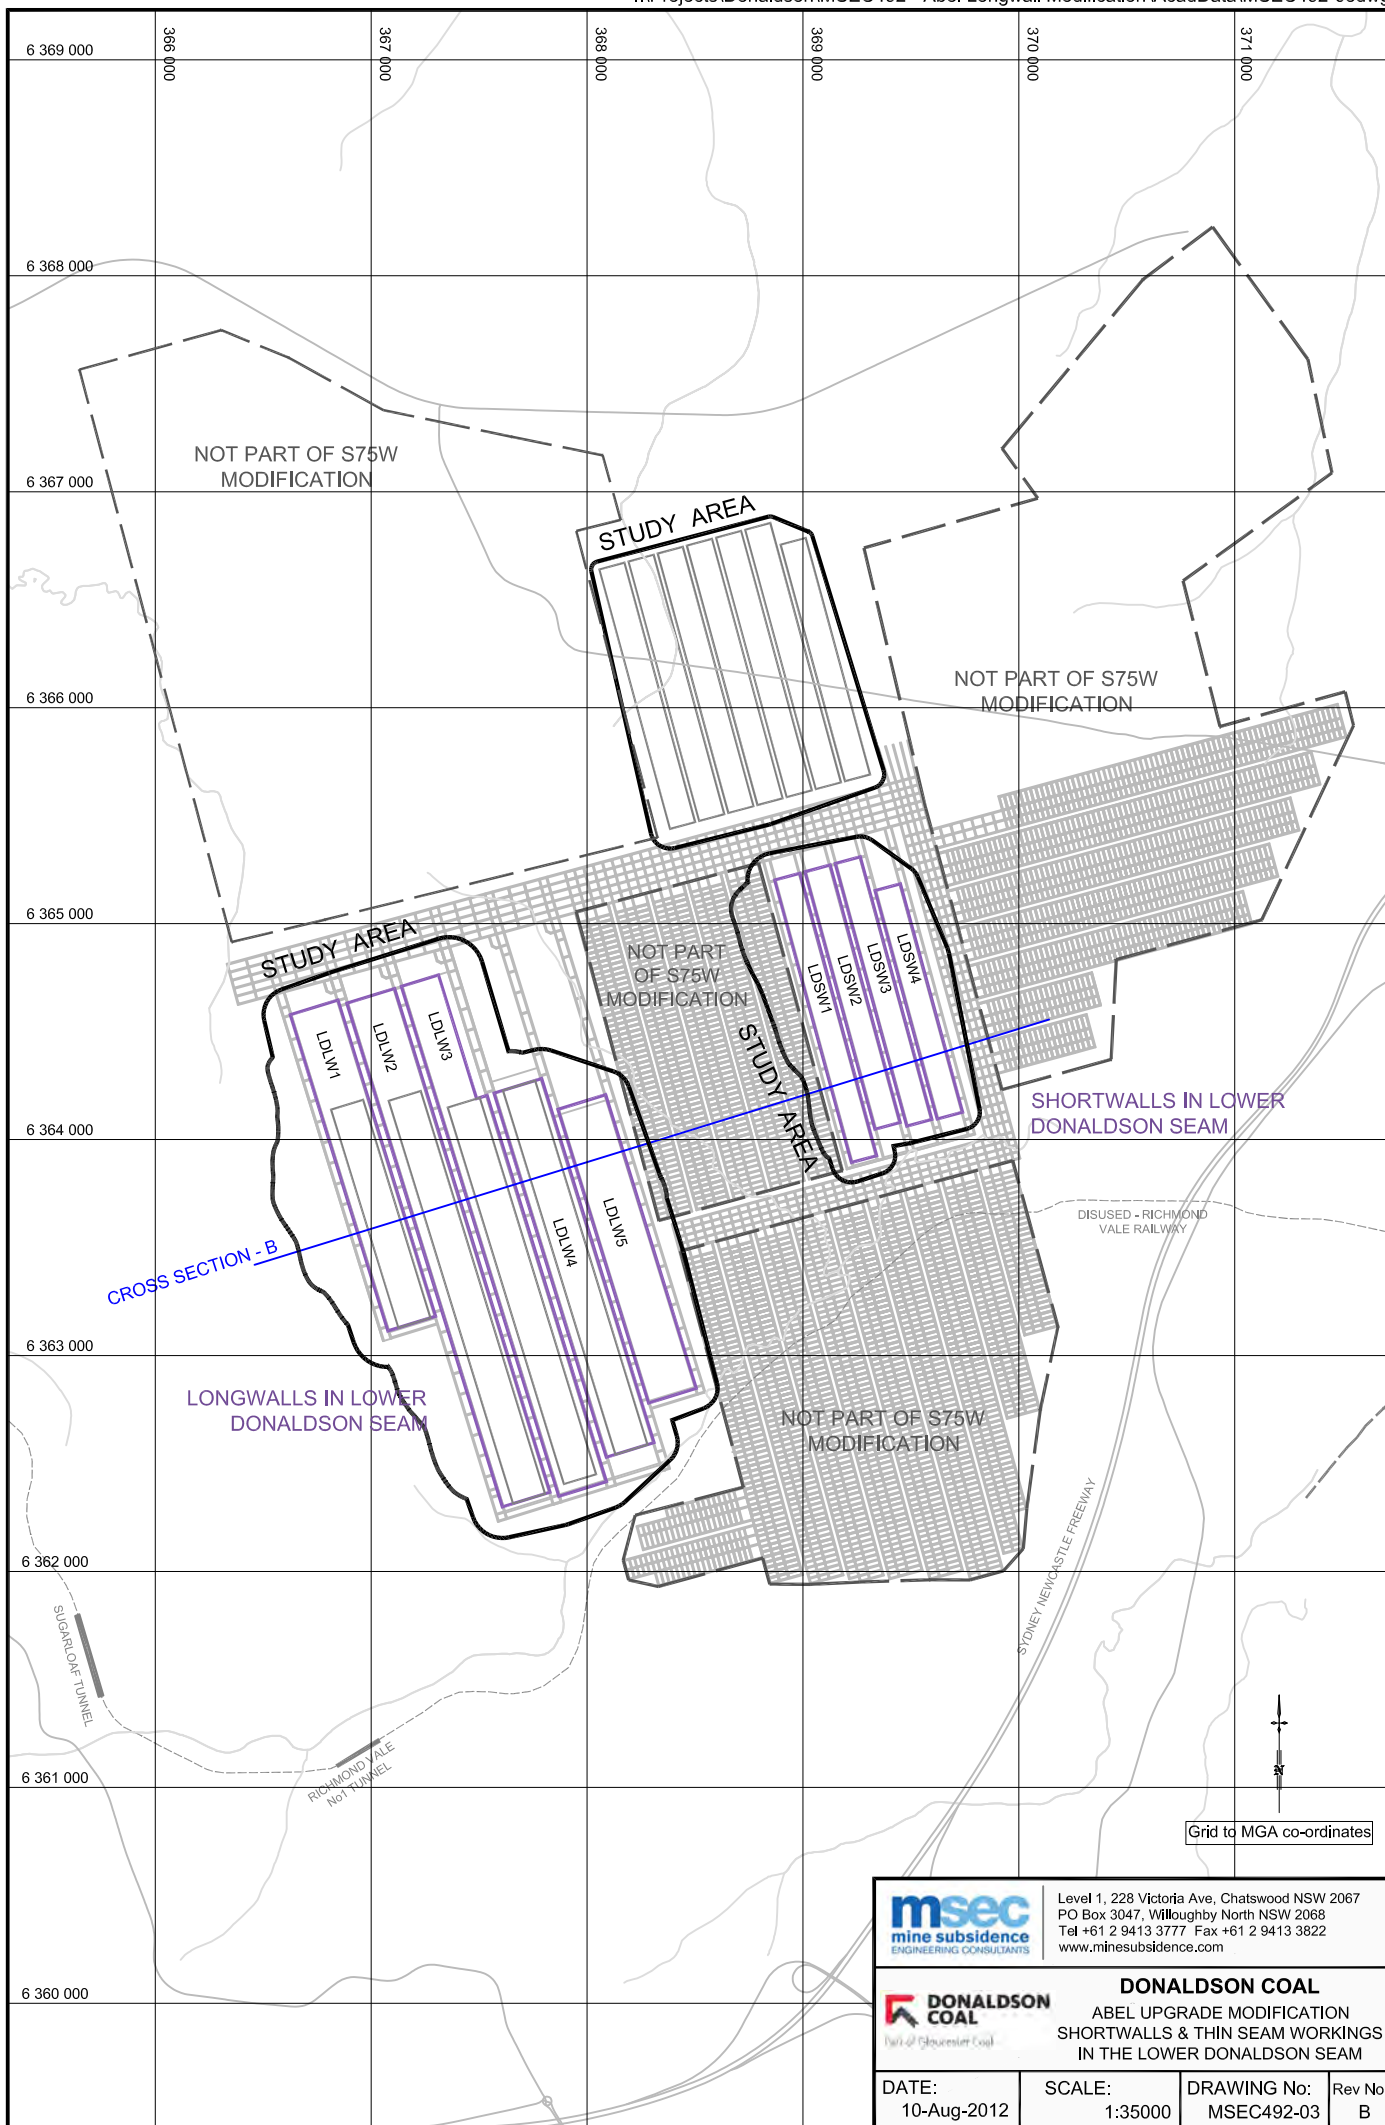 366 000
367 000
368 000
369 000
370 000
371 000
6 369 000
6 368 000
6 367 000
6 366 000
6 365 000
6 364 000
6 363 000
6 362 000
6 361 000
6 360 000
NOT PART OF S75W
MODIFICATION
STUDY AREA
NOT PART OF S75W
MODIFICATION
STUDY AREA
NOT PART
OF S75W
MODIFICATION
STUDY AREA
LDSW1
LDSW2
LDSW3
LDSW4
LDLW1
LDLW2
LDLW3
LDLW4
LDLW5
SHORTWALLS IN LOWER
DONALDSON SEAM
DISUSED - RICHMOND
VALE RAILWAY
CROSS SECTION - B
LONGWALLS IN LOWER
DONALDSON SEAM
NOT PART OF S75W
MODIFICATION
SYDNEY NEWCASTLE FREEWAY
SUGARLOAF TUNNEL
RICHMOND VALE
No1 TUNNEL
N
Grid to MGA co-ordinates
msec
mine subsidence
ENGINEERING CONSULTANTS
Level 1, 228 Victoria Ave, Chatswood NSW 2067
PO Box 3047, Willoughby North NSW 2068
Tel +61 2 9413 3777 Fax +61 2 9413 3822
www.minesubsidence.com
DONALDSON
COAL
Part of Gloucester Coal
DONALDSON COAL
ABEL UPGRADE MODIFICATION
SHORTWALLS & THIN SEAM WORKINGS
IN THE LOWER DONALDSON SEAM
DATE:
10-Aug-2012
SCALE:
1:35000
DRAWING No:
MSEC492-03
Rev No
B